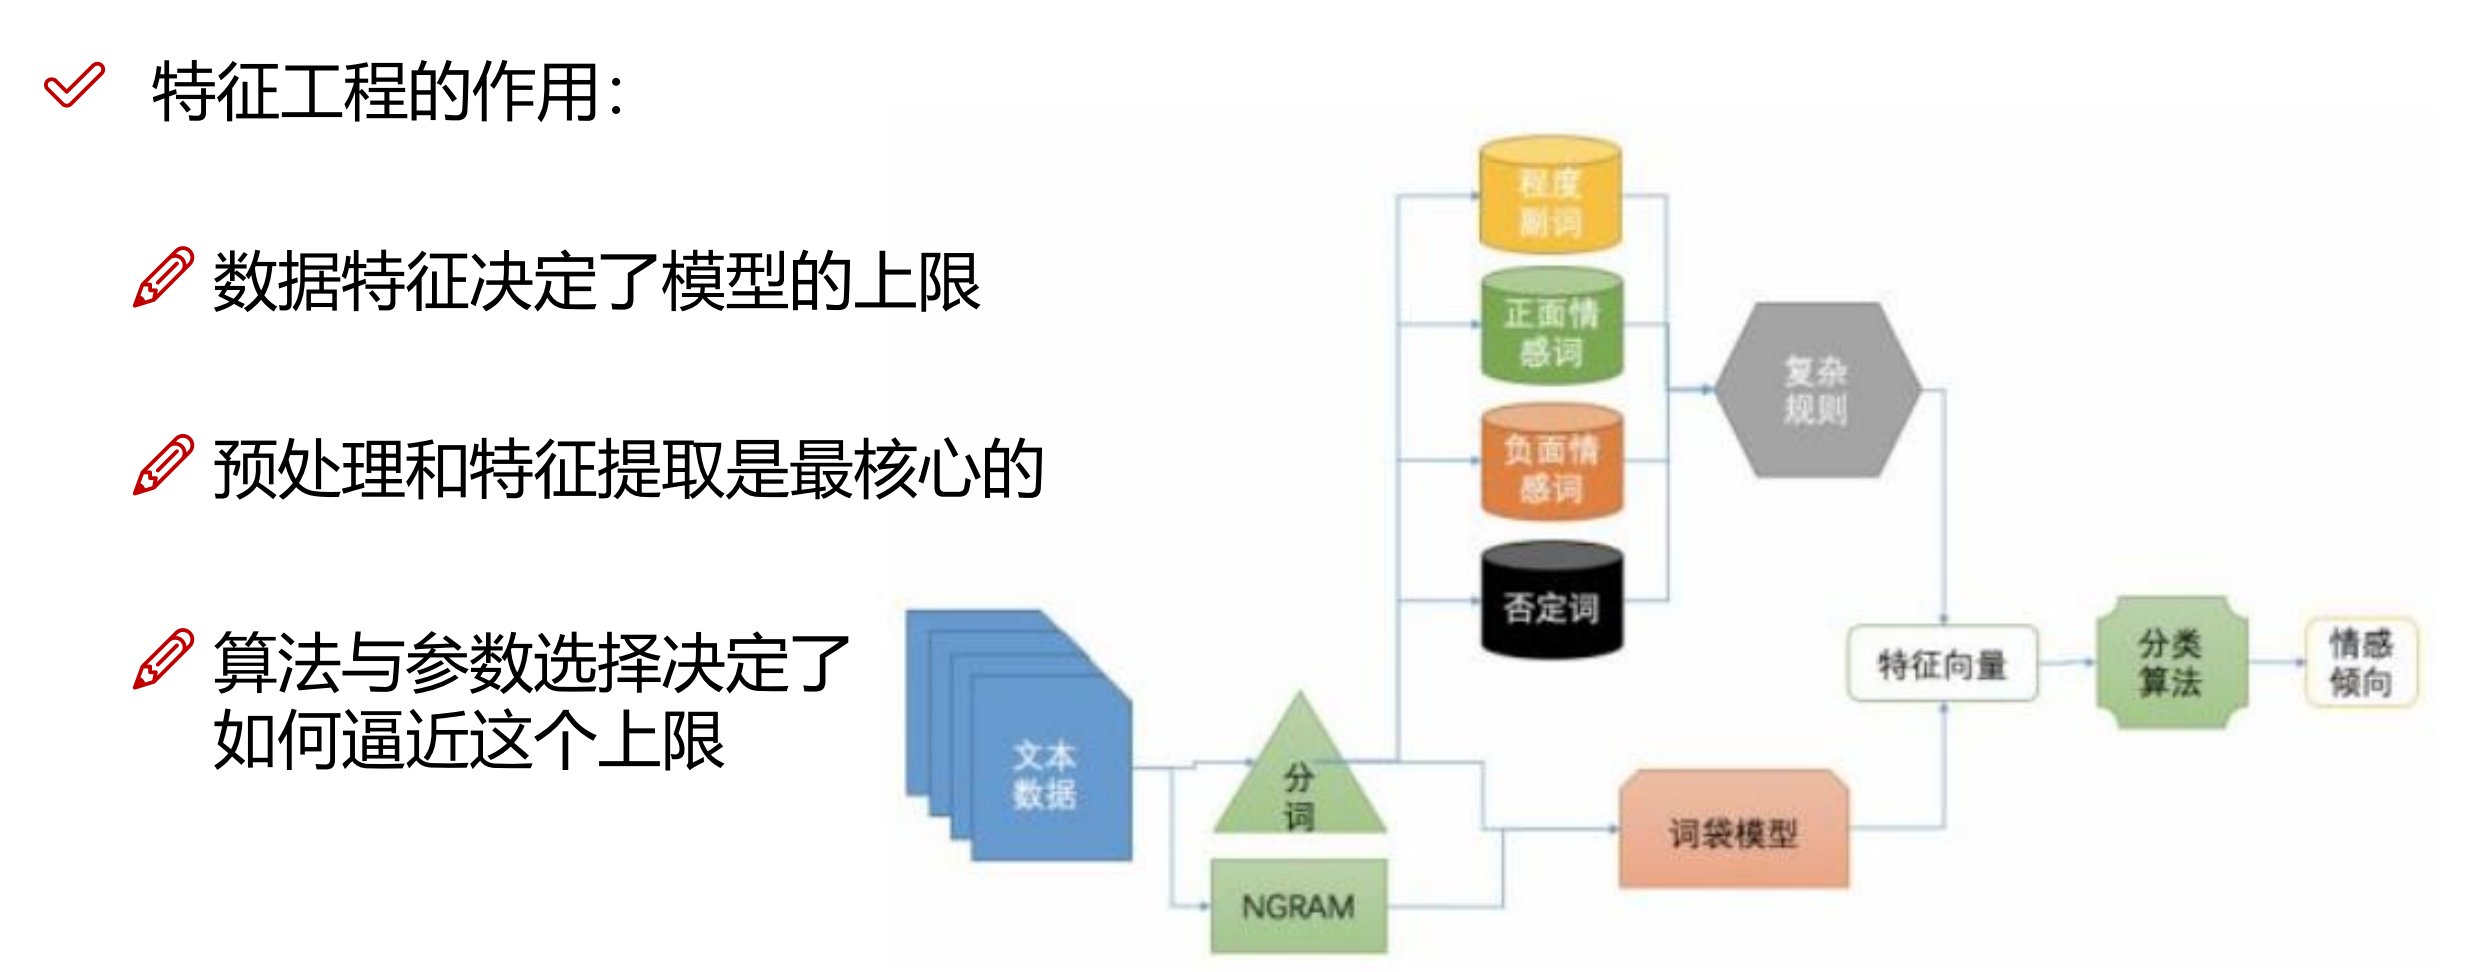 特征工程的作用：
数据特征决定了模型的上限
预处理和特征提取是最核心的
算法与参数选择决定了
如何逼近这个上限
程度
副词
正面情
感词
负面情
感词
否定词
复杂
规则
文本
数据
分
词
NGRAM
词袋模型
特征向量
分类
算法
情感
倾向